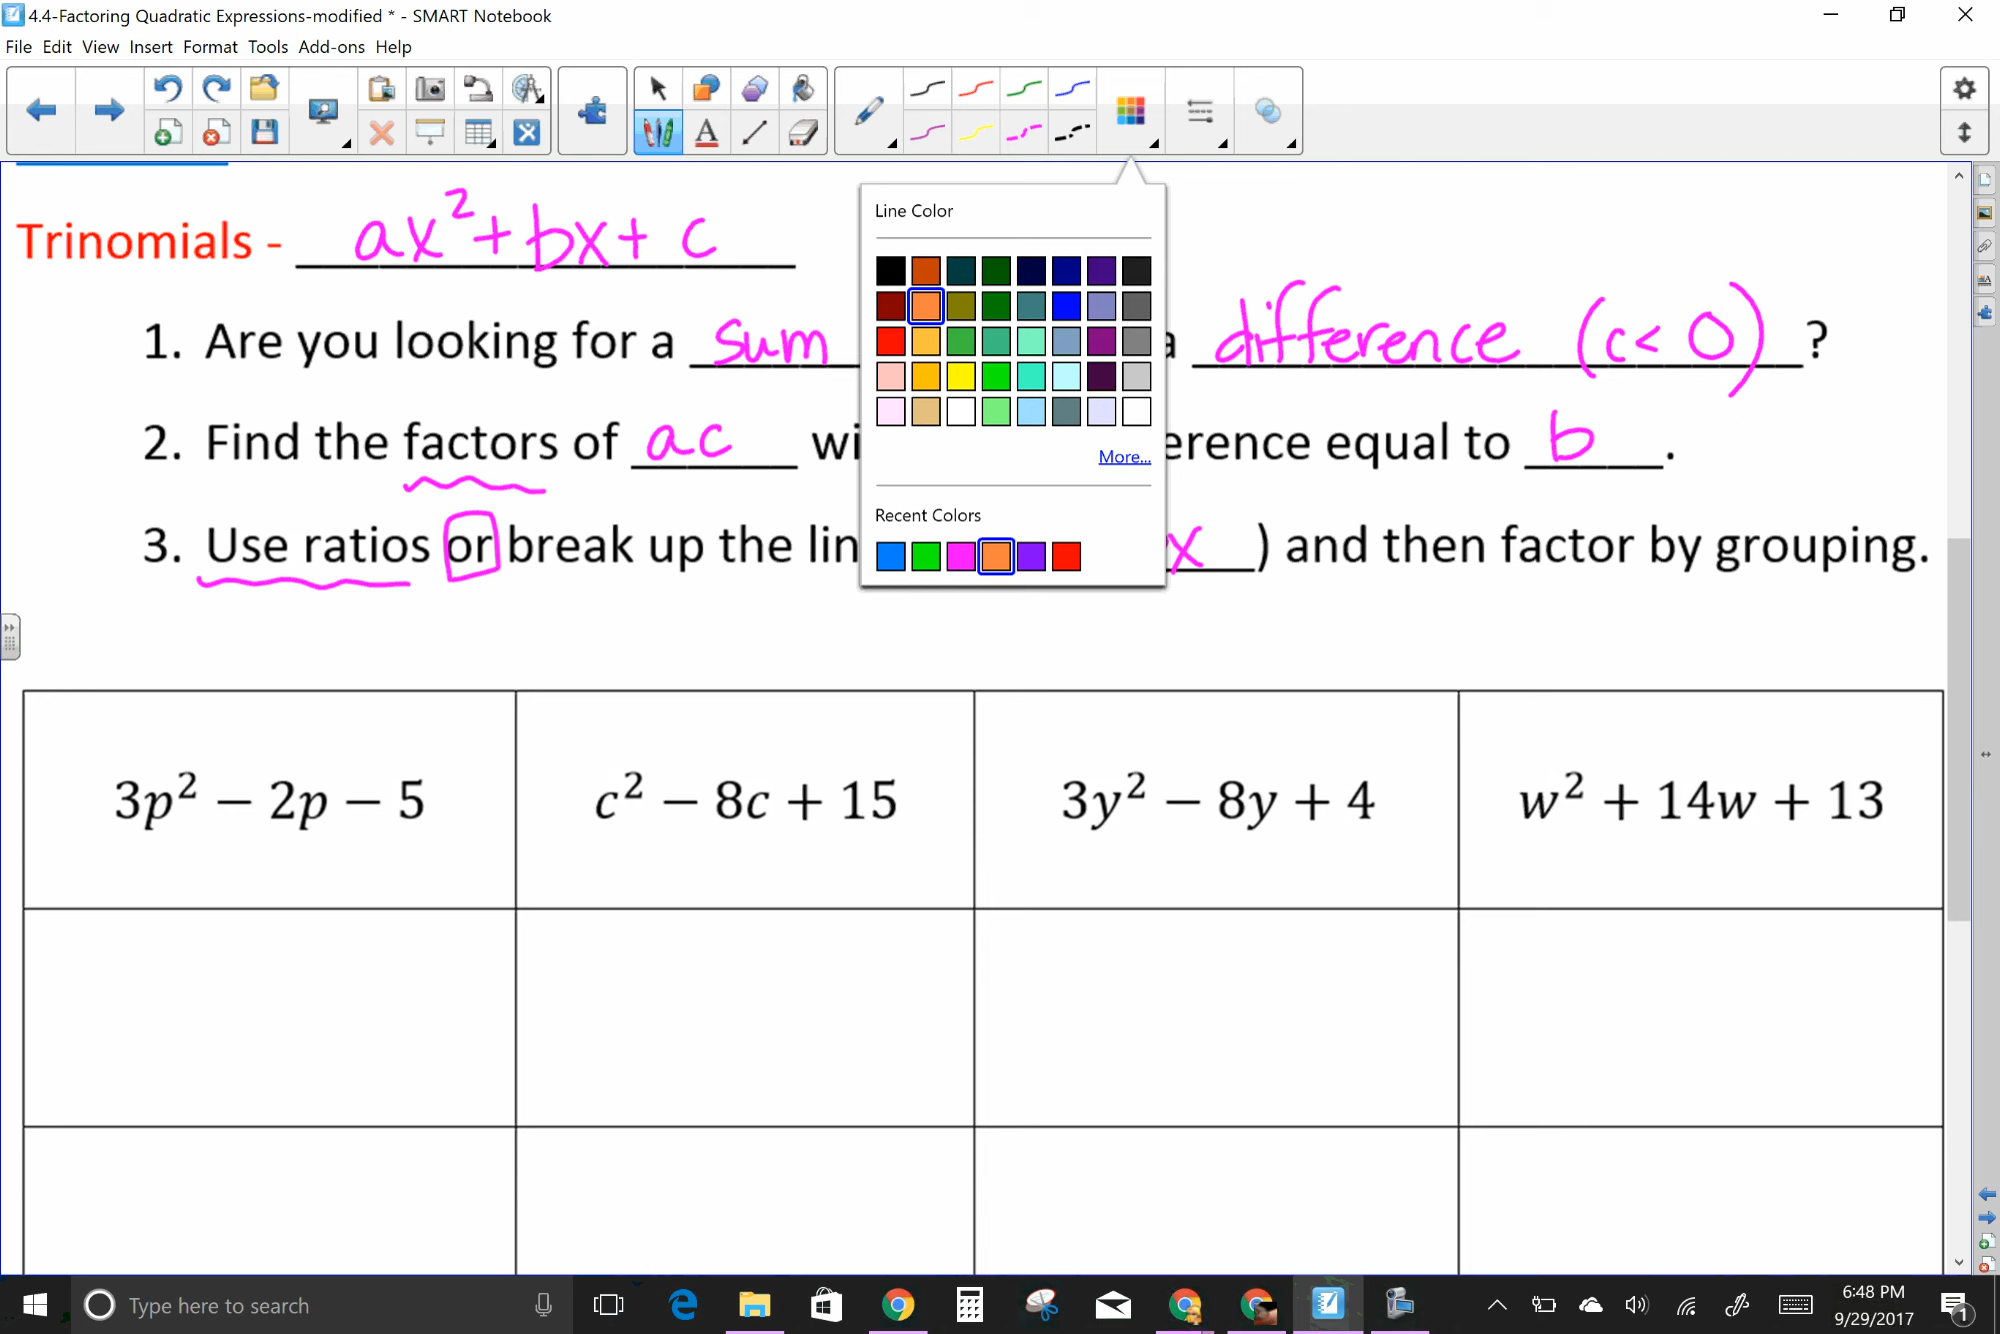 4.4-Factoring Quadratic Expressions-modified * - SMART Notebook
File Edit View Insert Format Tools Add-ons Help
Line Color
More...
Recent Colors
Trinomials - ax²+bx+c
1. Are you looking for a sum a difference (c<0)?
2. Find the factors of ac wi erence equal to b.
3. Use ratios or break up the lin x) and then factor by grouping.
3p² − 2p − 5 c² − 8c + 15 3y² − 8y + 4 w² + 14w + 13
Type here to search
6:48 PM
9/29/2017
1